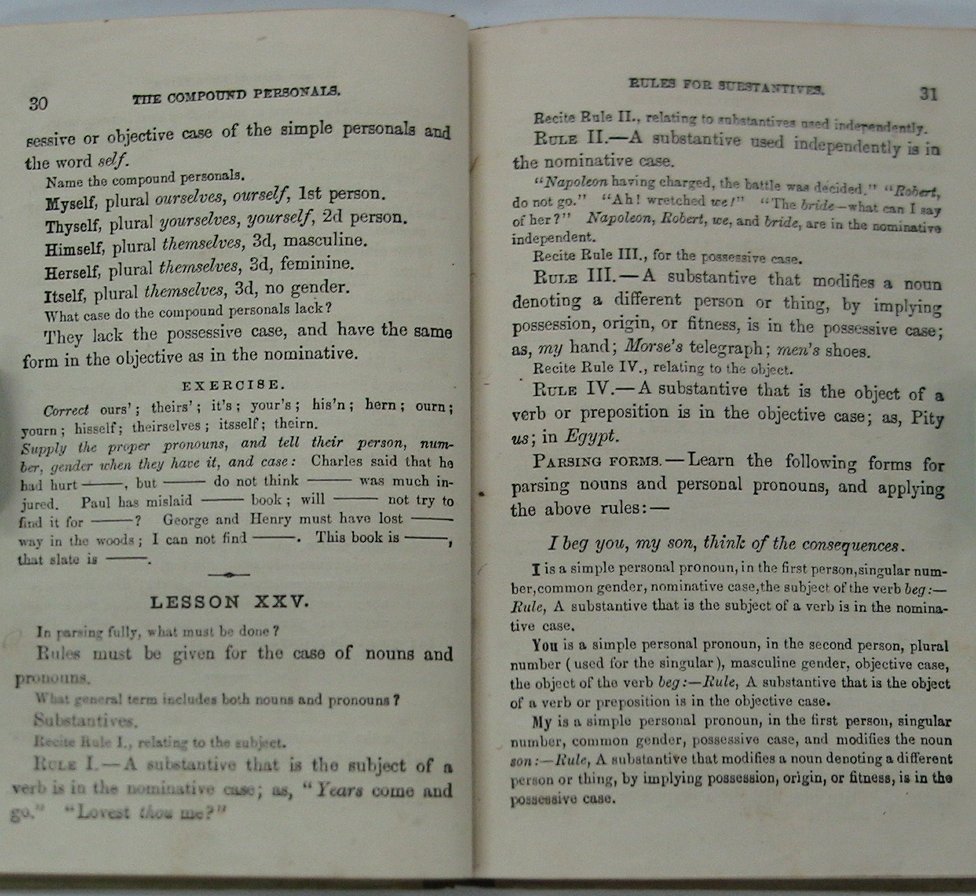 30 THE COMPOUND PERSONALS.
sessive or objective case of the simple personals and
the word self.
Name the compound personals.
Myself, plural ourselves, ourself, 1st person.
Thyself, plural yourselves, yourself, 2d person.
Himself, plural themselves, 3d, masculine.
Herself, plural themselves, 3d, feminine.
Itself, plural themselves, 3d, no gender.
What case do the compound personals lack?
They lack the possessive case, and have the same
form in the objective as in the nominative.
EXERCISE.
Correct ours'; theirs'; it's; your's; his'n; hern; ourn;
yourn; hisself; theirselves; itsself; theirn.
Supply the proper pronouns, and tell their person, num-
ber, gender when they have it, and case: Charles said that he
had hurt ——, but —— do not think —— was much in-
jured. Paul has mislaid —— book; will —— not try to
find it for ——? George and Henry must have lost ——
way in the woods; I can not find ——. This book is ——,
that slate is ——.
LESSON XXV.
In parsing fully, what must be done?
Rules must be given for the case of nouns and
pronouns.
What general term includes both nouns and pronouns?
Substantives.
Recite Rule I., relating to the subject.
RULE I.—A substantive that is the subject of a
verb is in the nominative case; as, "Years come and
go." "Lovest thou me?"
RULES FOR SUBSTANTIVES. 31
Recite Rule II., relating to substantives used independently.
RULE II.—A substantive used independently is in
the nominative case.
"Napoleon having charged, the battle was decided." "Robert,
do not go." "Ah! wretched we!" "The bride—what can I say
of her?" Napoleon, Robert, we, and bride, are in the nominative
independent.
Recite Rule III., for the possessive case.
RULE III.—A substantive that modifies a noun
denoting a different person or thing, by implying
possession, origin, or fitness, is in the possessive case;
as, my hand; Morse's telegraph; men's shoes.
Recite Rule IV., relating to the object.
RULE IV.—A substantive that is the object of a
verb or preposition is in the objective case; as, Pity
us; in Egypt.
PARSING FORMS.—Learn the following forms for
parsing nouns and personal pronouns, and applying
the above rules:—
I beg you, my son, think of the consequences.
I is a simple personal pronoun, in the first person, singular num-
ber, common gender, nominative case, the subject of the verb beg:—
Rule, A substantive that is the subject of a verb is in the nomina-
tive case.
You is a simple personal pronoun, in the second person, plural
number (used for the singular), masculine gender, objective case,
the object of the verb beg:—Rule, A substantive that is the object
of a verb or preposition is in the objective case.
My is a simple personal pronoun, in the first person, singular
number, common gender, possessive case, and modifies the noun
son:—Rule, A substantive that modifies a noun denoting a different
person or thing, by implying possession, origin, or fitness, is in the
possessive case.